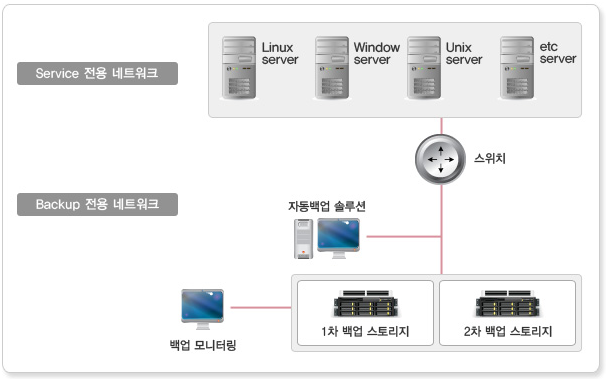 Linux server
Window server
Unix server
etc server
Service 전용 네트워크
스위치
Backup 전용 네트워크
자동백업 솔루션
1차 백업 스토리지
2차 백업 스토리지
백업 모니터링